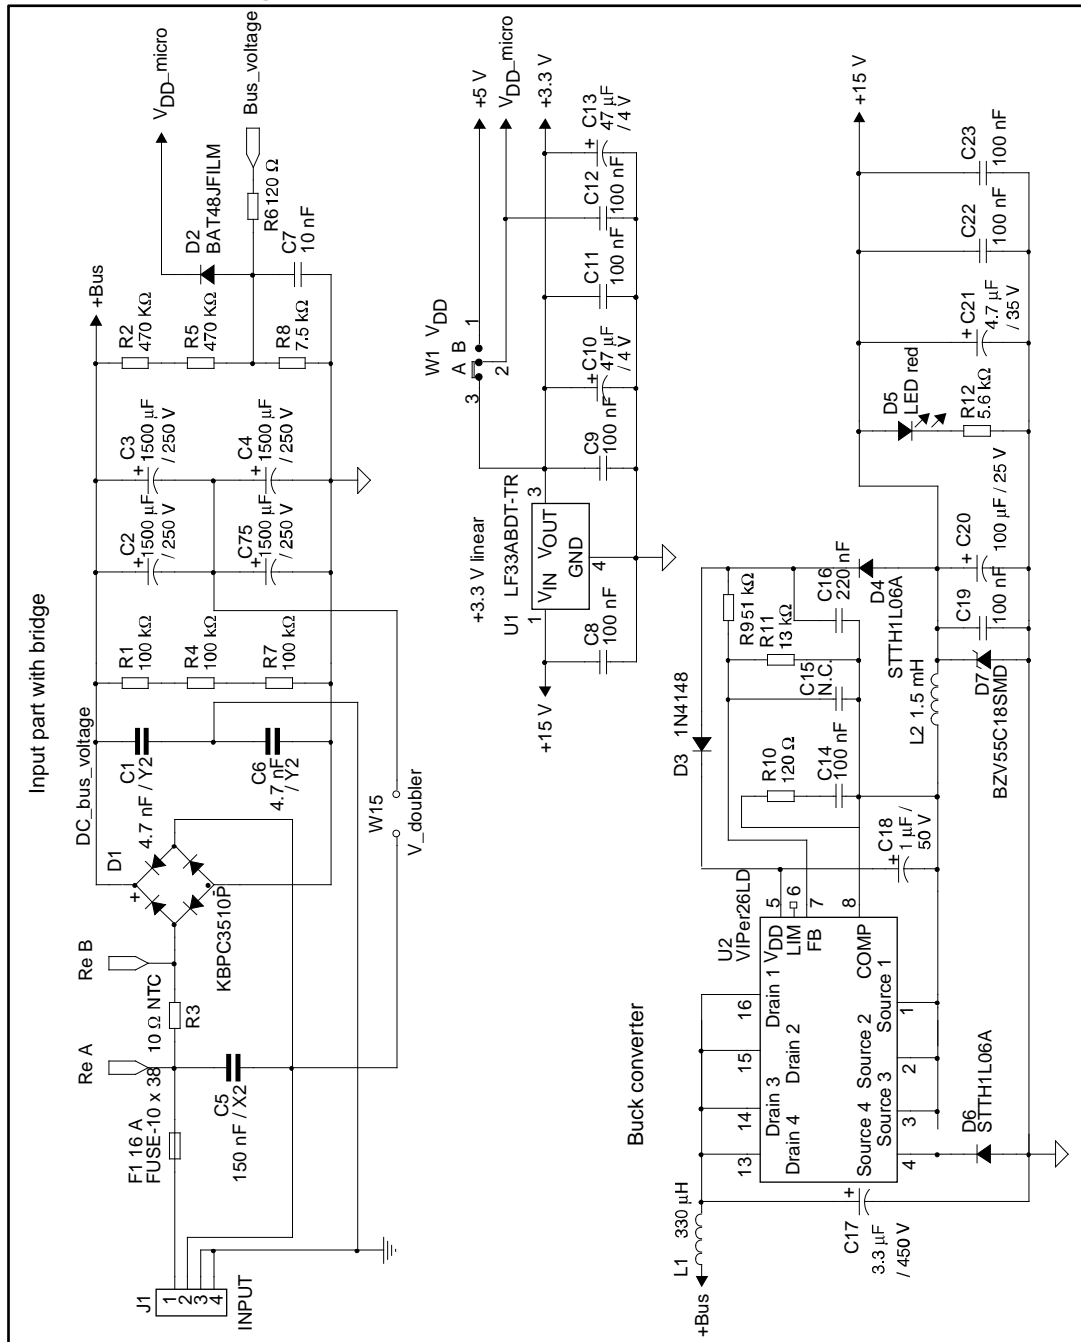 Input part with bridge
J1
1
2
3
4
INPUT
F1 16 A
FUSE-10 x 38
Re A
Re B
10 Ω NTC
R3
C5
150 nF / X2
D1
KBPC3510P
+
-
DC_bus_voltage
C1
4.7 nF / Y2
C6
4.7 nF
/ Y2
W15
V_doubler
R1
100 kΩ
R4
100 kΩ
R7
100 kΩ
C2
+
1500 µF
/ 250 V
C75
+
1500 µF
/ 250 V
C3
+
1500 µF
/ 250 V
C4
+
1500 µF
/ 250 V
+Bus
R2
470 KΩ
R5
470 kΩ
R8
7.5 kΩ
D2
BAT48JFILM
VDD_micro
Bus_voltage
R6 120 Ω
C7
10 nF
+3.3 V linear
U1 LF33ABDT-TR
VIN VOUT
GND
1
3
4
+15 V
C8
100 nF
C9
100 nF
C10
+
47 µF
/ 4 V
C11
100 nF
C12
100 nF
C13
+
47 µF
/ 4 V
W1 VDD
A B
3
2
1
+5 V
VDD_micro
+3.3 V
Buck converter
+Bus
L1 330 µH
C17
+
3.3 µF
/ 450 V
U2
VIPer26LD
13
14
15
16
Drain 4
Drain 3
Drain 2
Drain 1
VDD
LIM
FB
COMP
5
6
7
8
Source 4
Source 3
Source 2
Source 1
4
3
2
1
D6
STTH1L06A
C18
+
1 µF /
50 V
D3 1N4148
R10
120 Ω
C14
100 nF
C15
N.C.
R9 51 kΩ
R11
13 kΩ
C16
220 nF
D4
STTH1L06A
L2 1.5 mH
D7
BZV55C18SMD
C19
100 nF
C20
+
100 µF / 25 V
D5
LED red
R12
5.6 kΩ
C21
+
4.7 µF
/ 35 V
C22
100 nF
C23
100 nF
+15 V